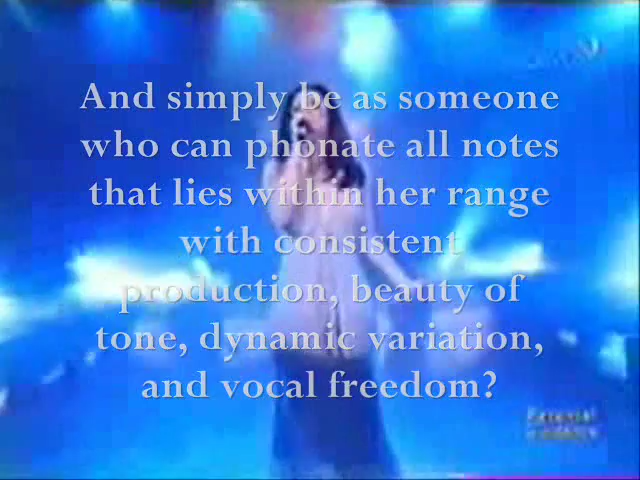 And simply be as someone
who can phonate all notes
that lies within her range
with consistent
production, beauty of
tone, dynamic variation,
and vocal freedom?